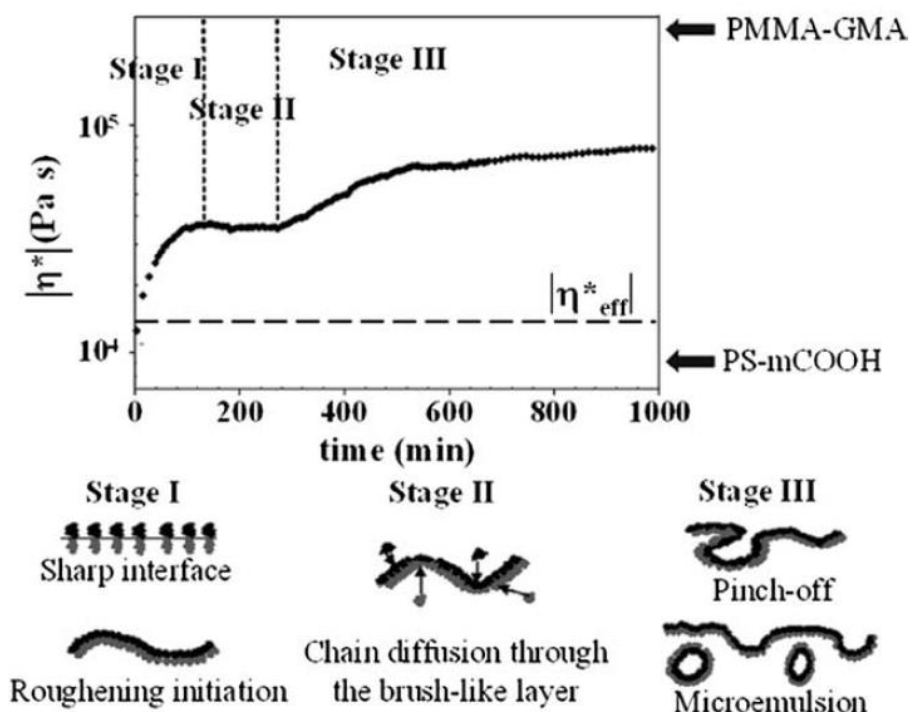 PMMA-GMA
Stage I
Stage II
Stage III
10⁵
|η*|(Pa s)
|η*eff|
10⁴
PS-mCOOH
0 200 400 600 800 1000
time (min)
Stage I
Stage II
Stage III
Sharp interface
Pinch-off
Roughening initiation
Chain diffusion through
the brush-like layer
Microemulsion